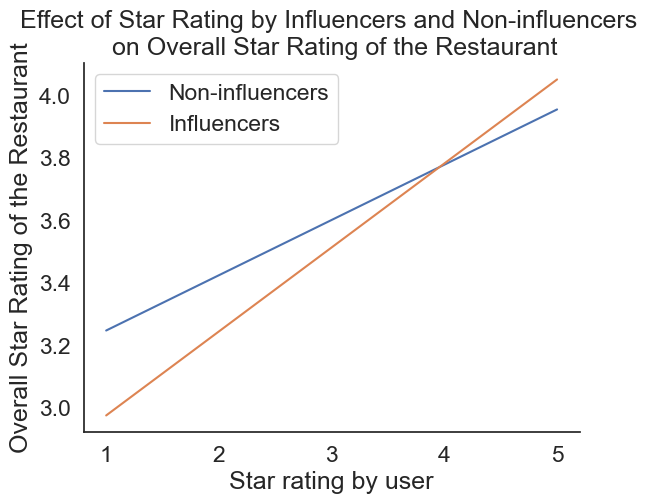 Effect of Star Rating by Influencers and Non-influencers
on Overall Star Rating of the Restaurant
Non-influencers
Influencers
Overall Star Rating of the Restaurant
4.0
3.8
3.6
3.4
3.2
3.0
1 2 3 4 5
Star rating by user